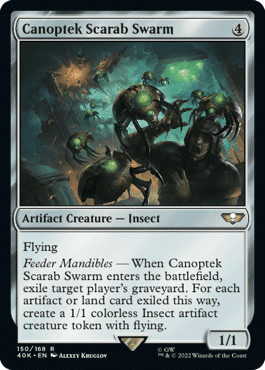 Canoptek Scarab Swarm 4
Artifact Creature — Insect
Flying
Feeder Mandibles — When Canoptek
Scarab Swarm enters the battlefield,
exile target player's graveyard. For each
artifact or land card exiled this way,
create a 1/1 colorless Insect artifact
creature token with flying.
1/1
150/168 R
40K • EN Alexey Kruglov
© GW
™ & © 2022 Wizards of the Coast